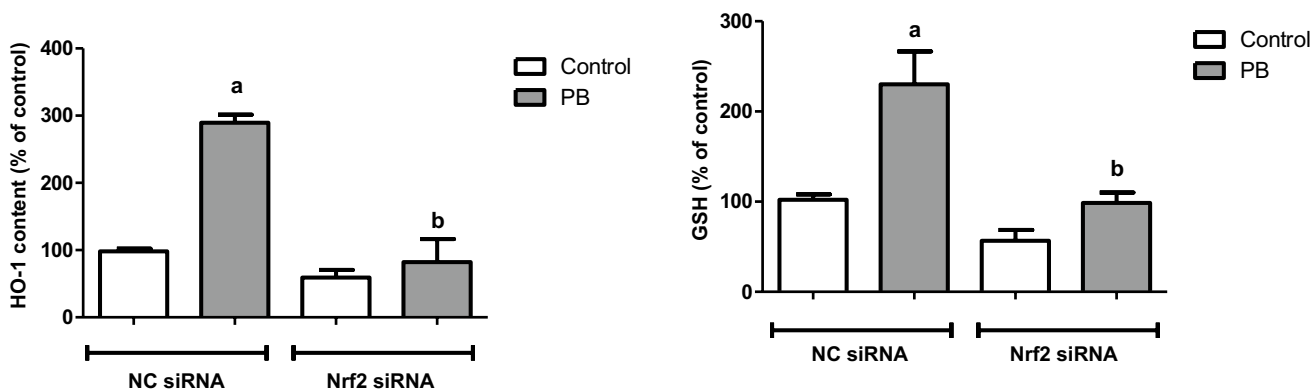 HO-1 content (% of control)
400
300
200
100
0
a
b
Control
PB
NC siRNA
Nrf2 siRNA
GSH (% of control)
300
200
100
0
a
b
Control
PB
NC siRNA
Nrf2 siRNA